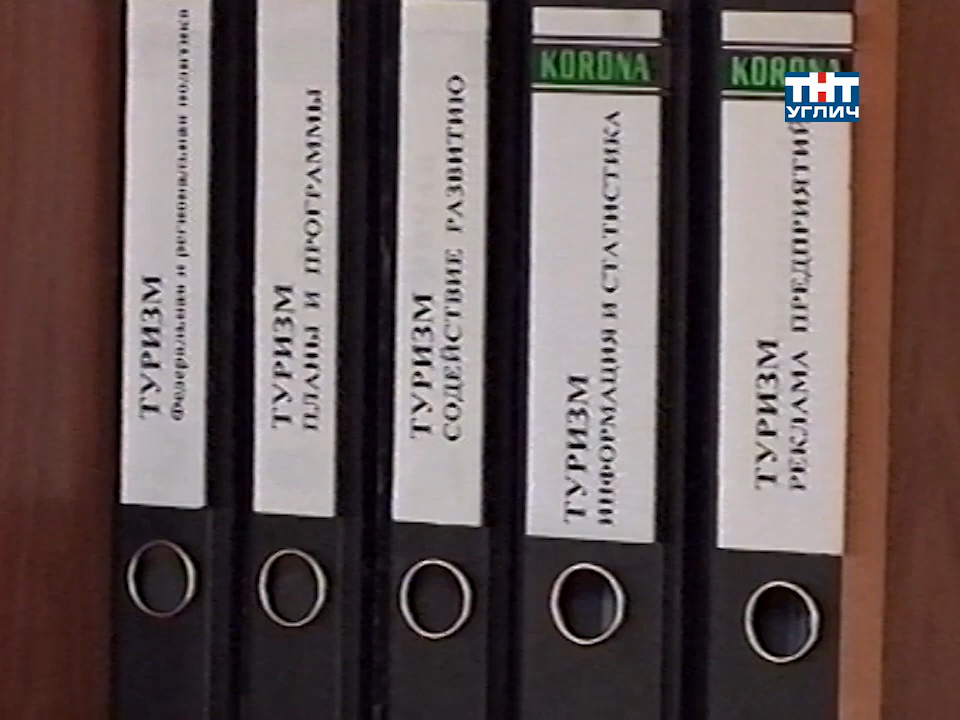 ТУРИЗМ
Федеральная и региональная политика
ТУРИЗМ
ПЛАНЫ И ПРОГРАММЫ
ТУРИЗМ
СОДЕЙСТВИЕ РАЗВИТИЮ
KORONA
ТУРИЗМ
ИНФОРМАЦИЯ И СТАТИСТИКА
KORONA
ТУРИЗМ
РЕКЛАМА ПРЕДПРИЯТИЙ
ТНТ
УГЛИЧ